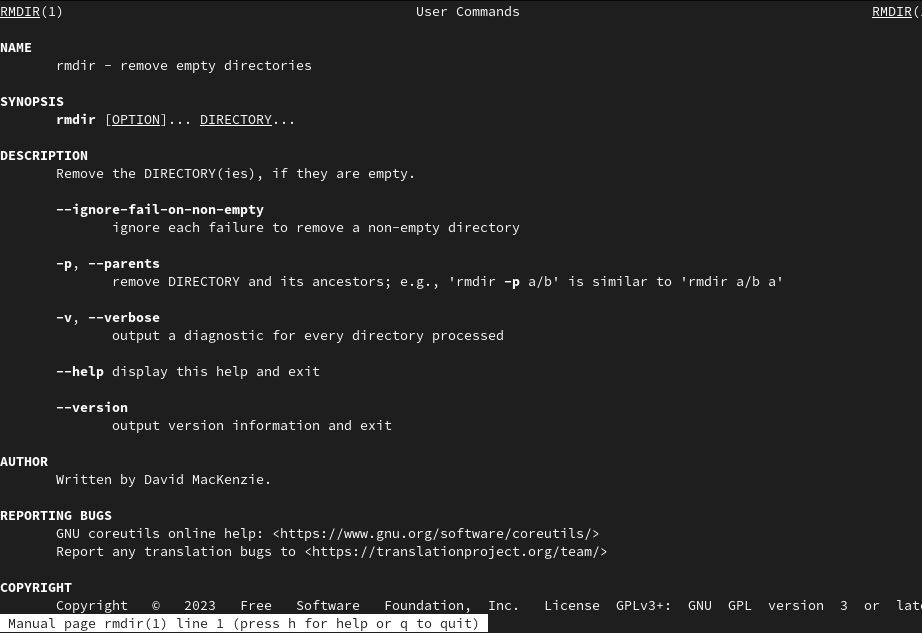 RMDIR(1) User Commands RMDIR(
NAME
rmdir - remove empty directories
SYNOPSIS
rmdir [OPTION]... DIRECTORY...
DESCRIPTION
Remove the DIRECTORY(ies), if they are empty.
--ignore-fail-on-non-empty
ignore each failure to remove a non-empty directory
-p, --parents
remove DIRECTORY and its ancestors; e.g., 'rmdir -p a/b' is similar to 'rmdir a/b a'
-v, --verbose
output a diagnostic for every directory processed
--help display this help and exit
--version
output version information and exit
AUTHOR
Written by David MacKenzie.
REPORTING BUGS
GNU coreutils online help: <https://www.gnu.org/software/coreutils/>
Report any translation bugs to <https://translationproject.org/team/>
COPYRIGHT
Copyright © 2023 Free Software Foundation, Inc. License GPLv3+: GNU GPL version 3 or lat
Manual page rmdir(1) line 1 (press h for help or q to quit)